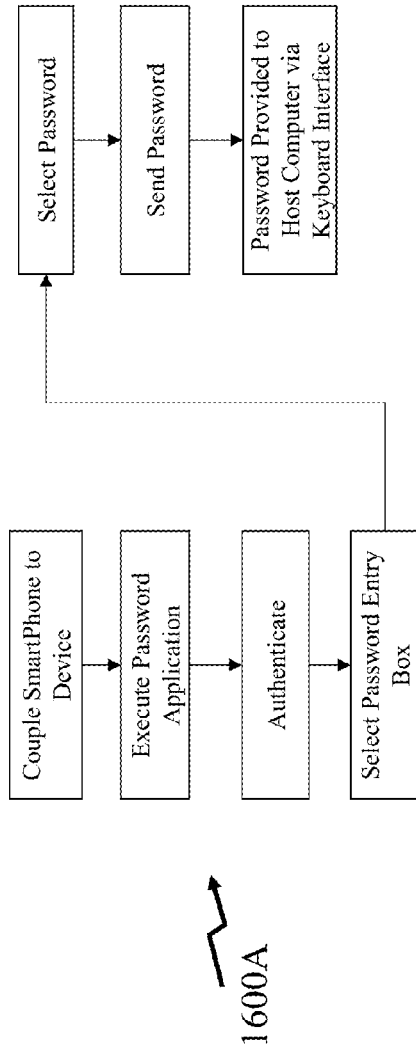 1600A
Couple SmartPhone to
Device
Execute Password
Application
Authenticate
Select Password Entry
Box
Select Password
Send Password
Password Provided to
Host Computer via
Keyboard Interface